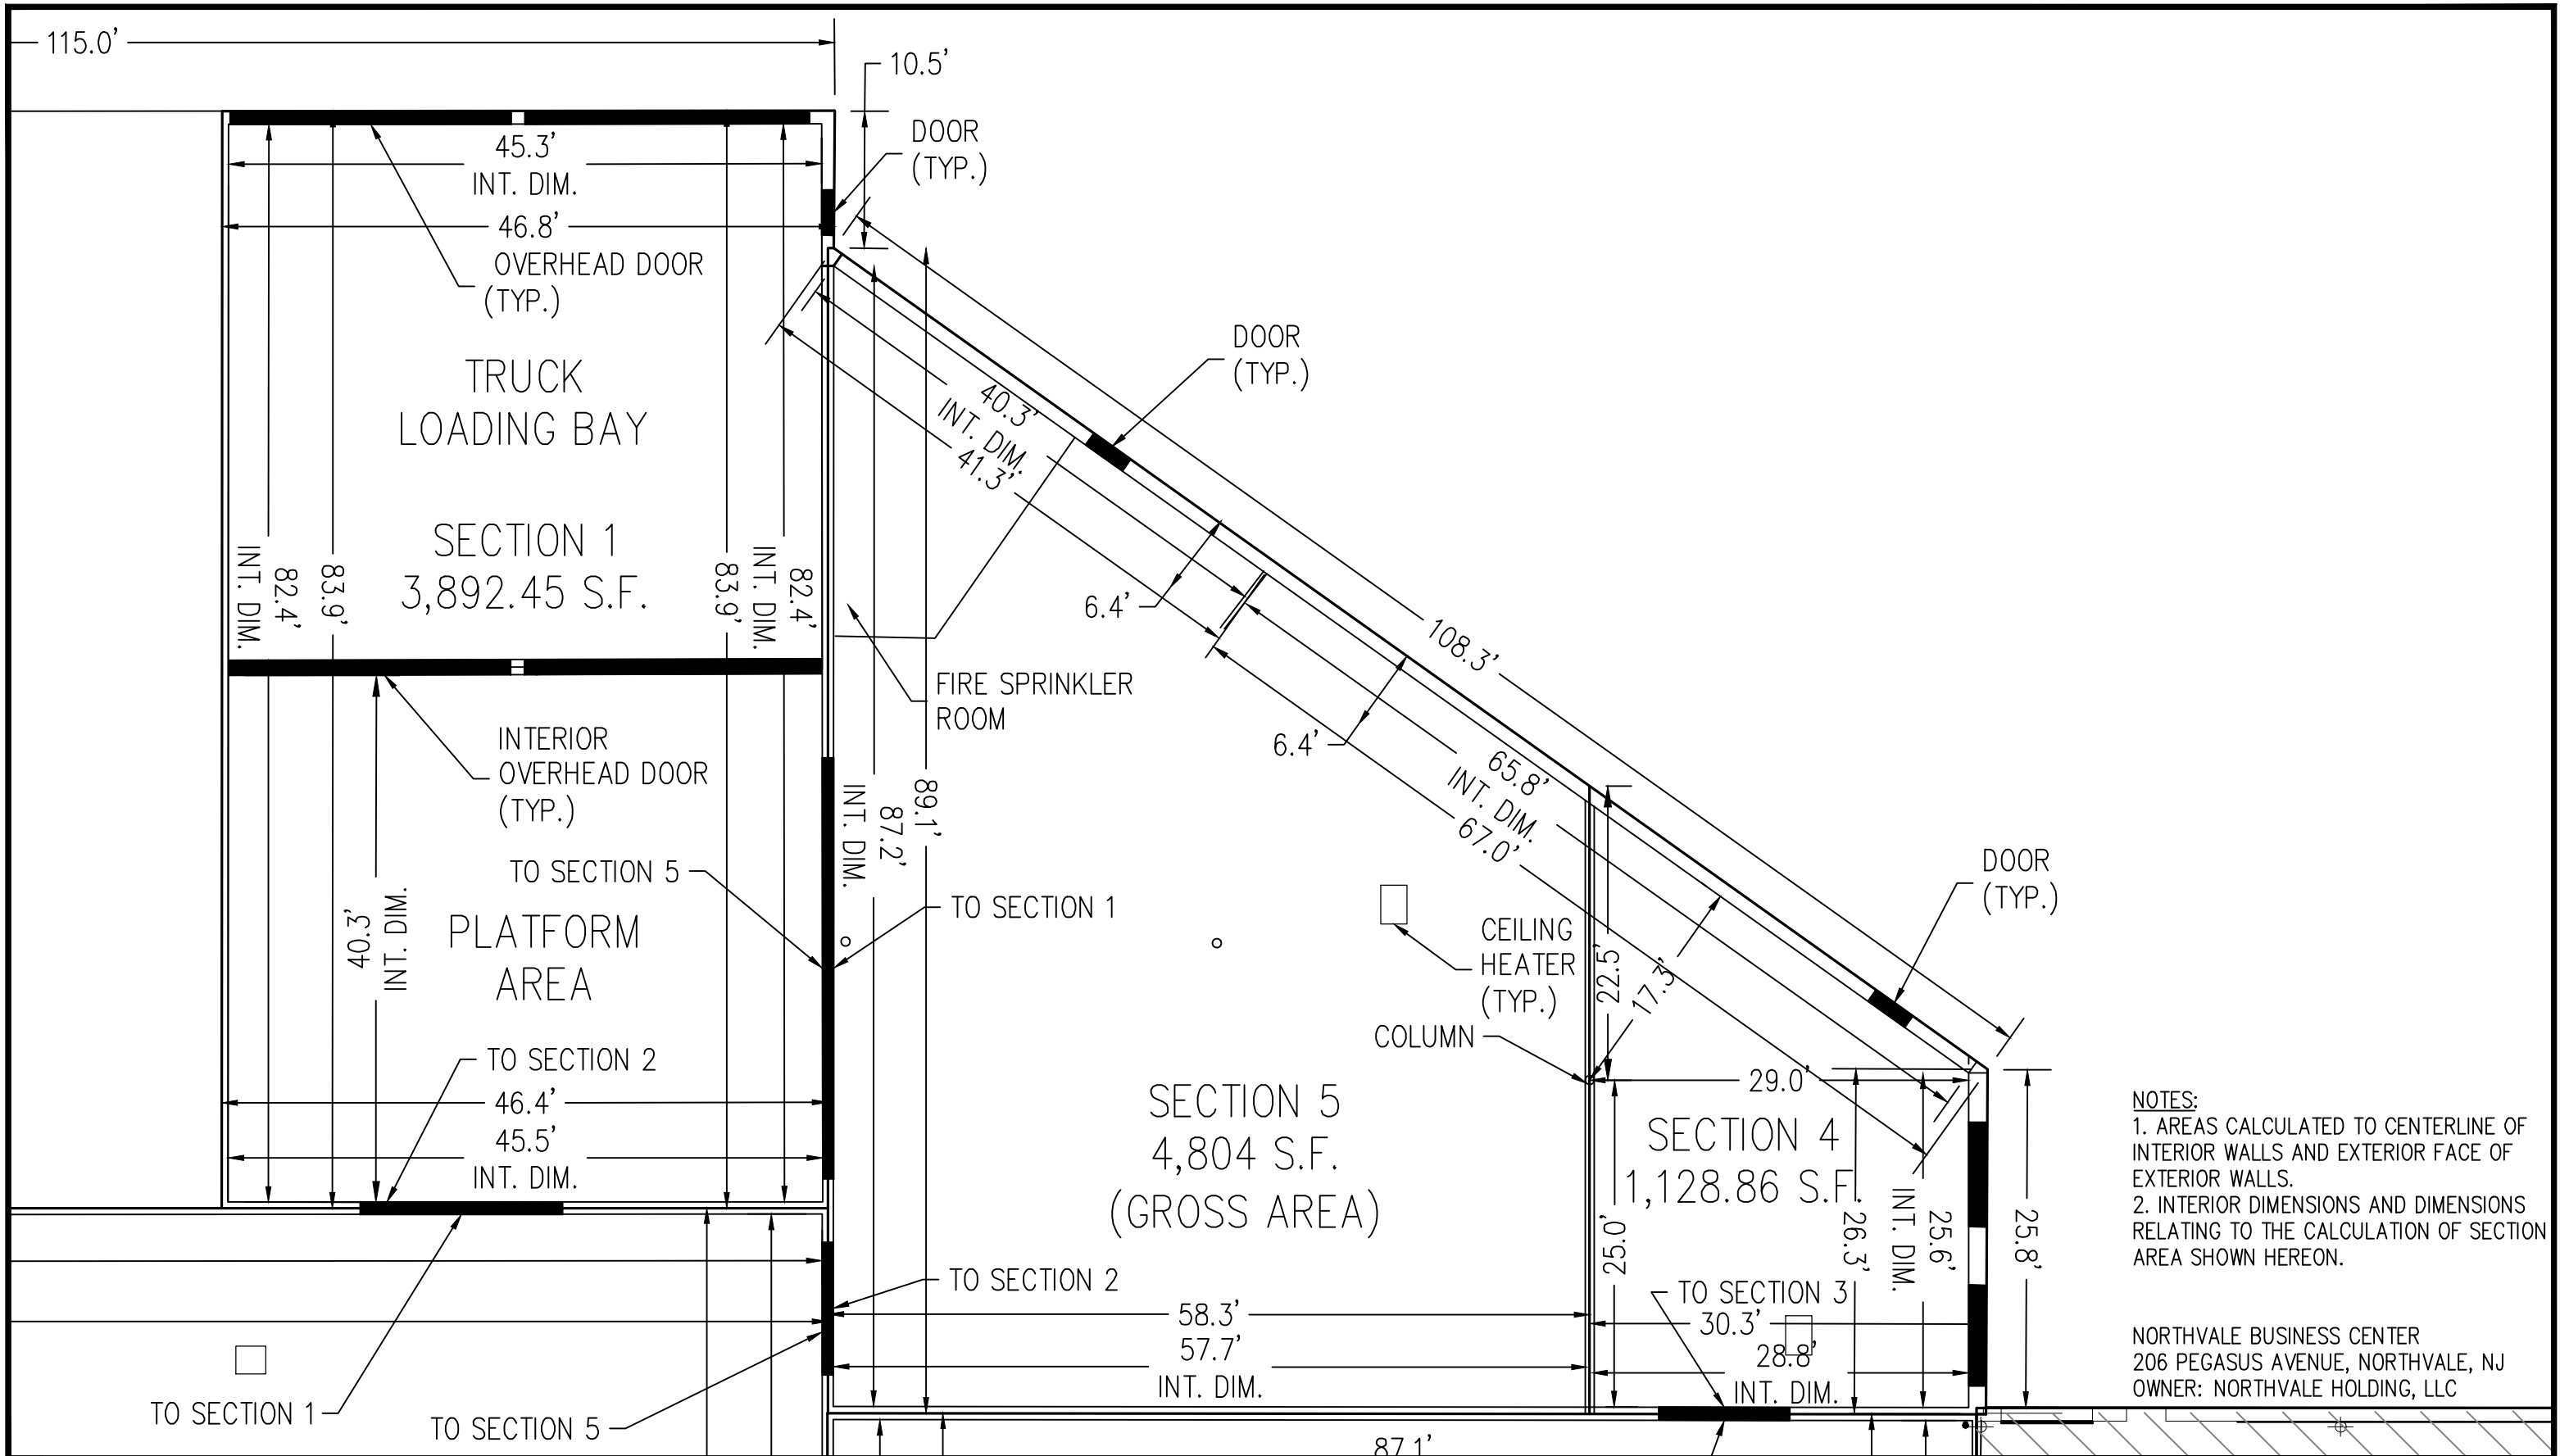 115.0'
10.5'
DOOR
(TYP.)
45.3'
INT. DIM.
46.8'
OVERHEAD DOOR
(TYP.)
TRUCK
LOADING BAY
SECTION 1
3,892.45 S.F.
INT. DIM.
82.4'
83.9'
83.9'
INT. DIM.
82.4'
DOOR
(TYP.)
40.3'
INT. DIM.
41.3'
6.4'
6.4'
108.3'
65.8'
INT. DIM.
67.0'
FIRE SPRINKLER
ROOM
INTERIOR
OVERHEAD DOOR
(TYP.)
INT. DIM.
87.2'
89.1'
TO SECTION 5
TO SECTION 1
40.3'
INT. DIM.
PLATFORM
AREA
TO SECTION 2
46.4'
45.5'
INT. DIM.
CEILING
HEATER
(TYP.)
22.5'
17.3'
DOOR
(TYP.)
COLUMN
29.0'
SECTION 5
4,804 S.F.
(GROSS AREA)
SECTION 4
1,128.86 S.F.
25.0'
26.3'
INT. DIM.
25.6'
25.8'
TO SECTION 2
TO SECTION 3
58.3'
57.7'
INT. DIM.
30.3'
28.8'
INT. DIM.
TO SECTION 1
TO SECTION 5
87.1'
NOTES:
1. AREAS CALCULATED TO CENTERLINE OF
INTERIOR WALLS AND EXTERIOR FACE OF
EXTERIOR WALLS.
2. INTERIOR DIMENSIONS AND DIMENSIONS
RELATING TO THE CALCULATION OF SECTION
AREA SHOWN HEREON.
NORTHVALE BUSINESS CENTER
206 PEGASUS AVENUE, NORTHVALE, NJ
OWNER: NORTHVALE HOLDING, LLC